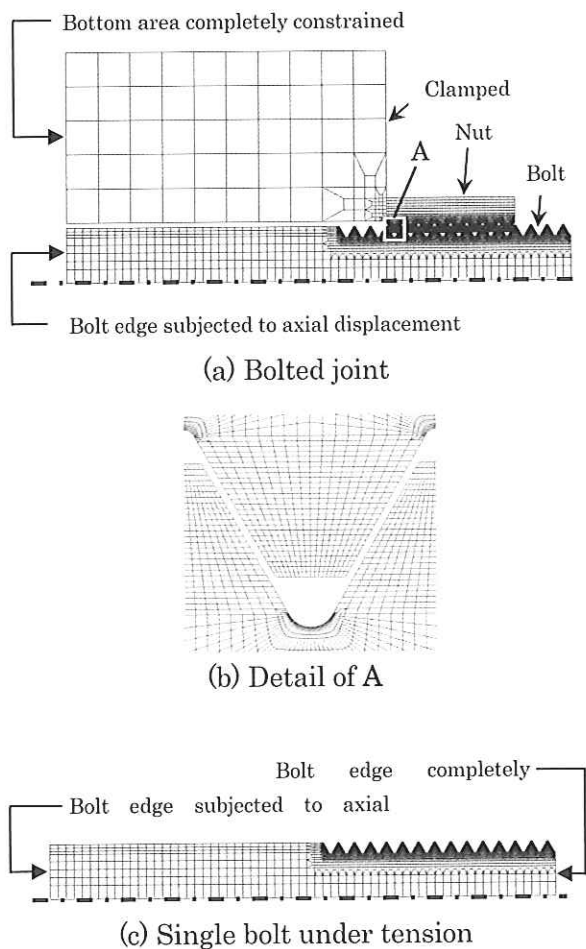 Bottom area completely constrained
Clamped
Nut
A
Bolt
Bolt edge subjected to axial displacement
(a) Bolted joint
(b) Detail of A
Bolt edge completely
Bolt edge subjected to axial
(c) Single bolt under tension